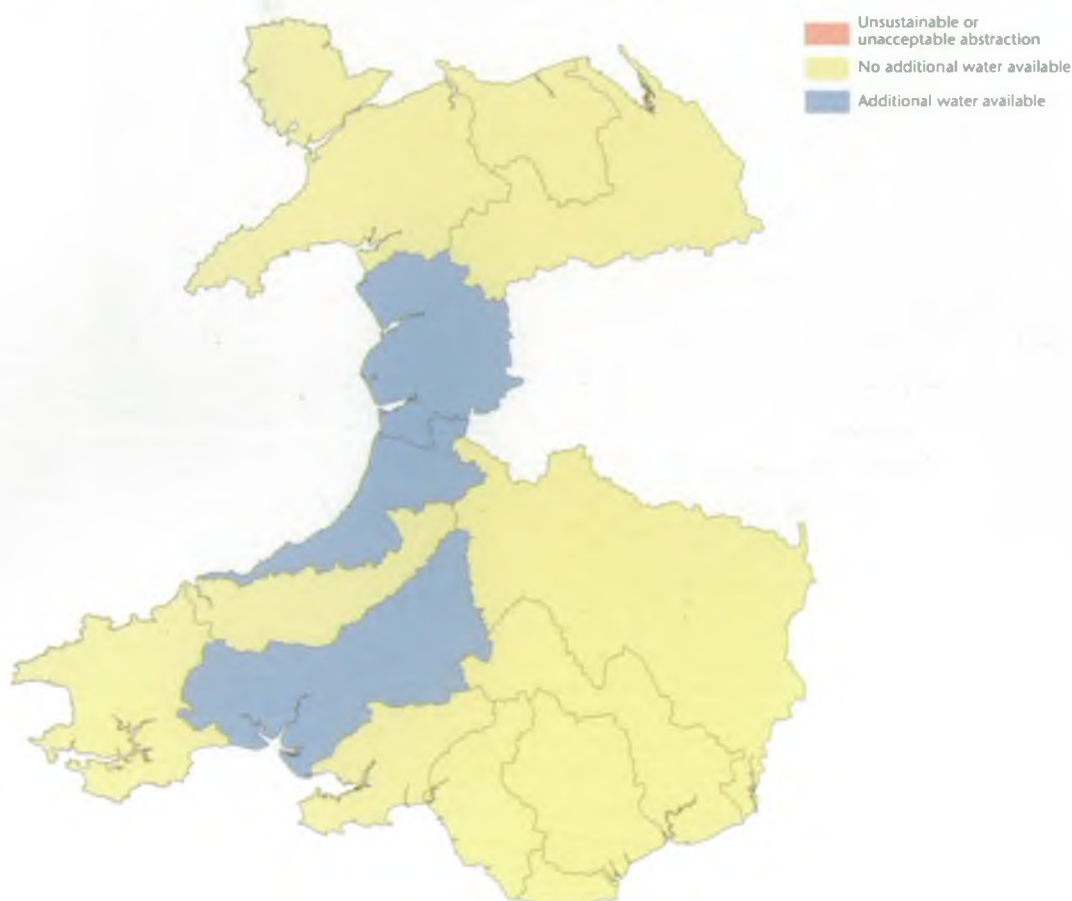 Unsustainable or
unacceptable abstraction
No additional water available
Additional water available